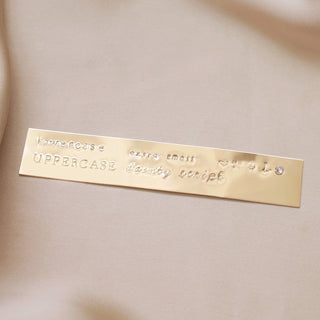 lowercase extra small
UPPERCASE dainty script